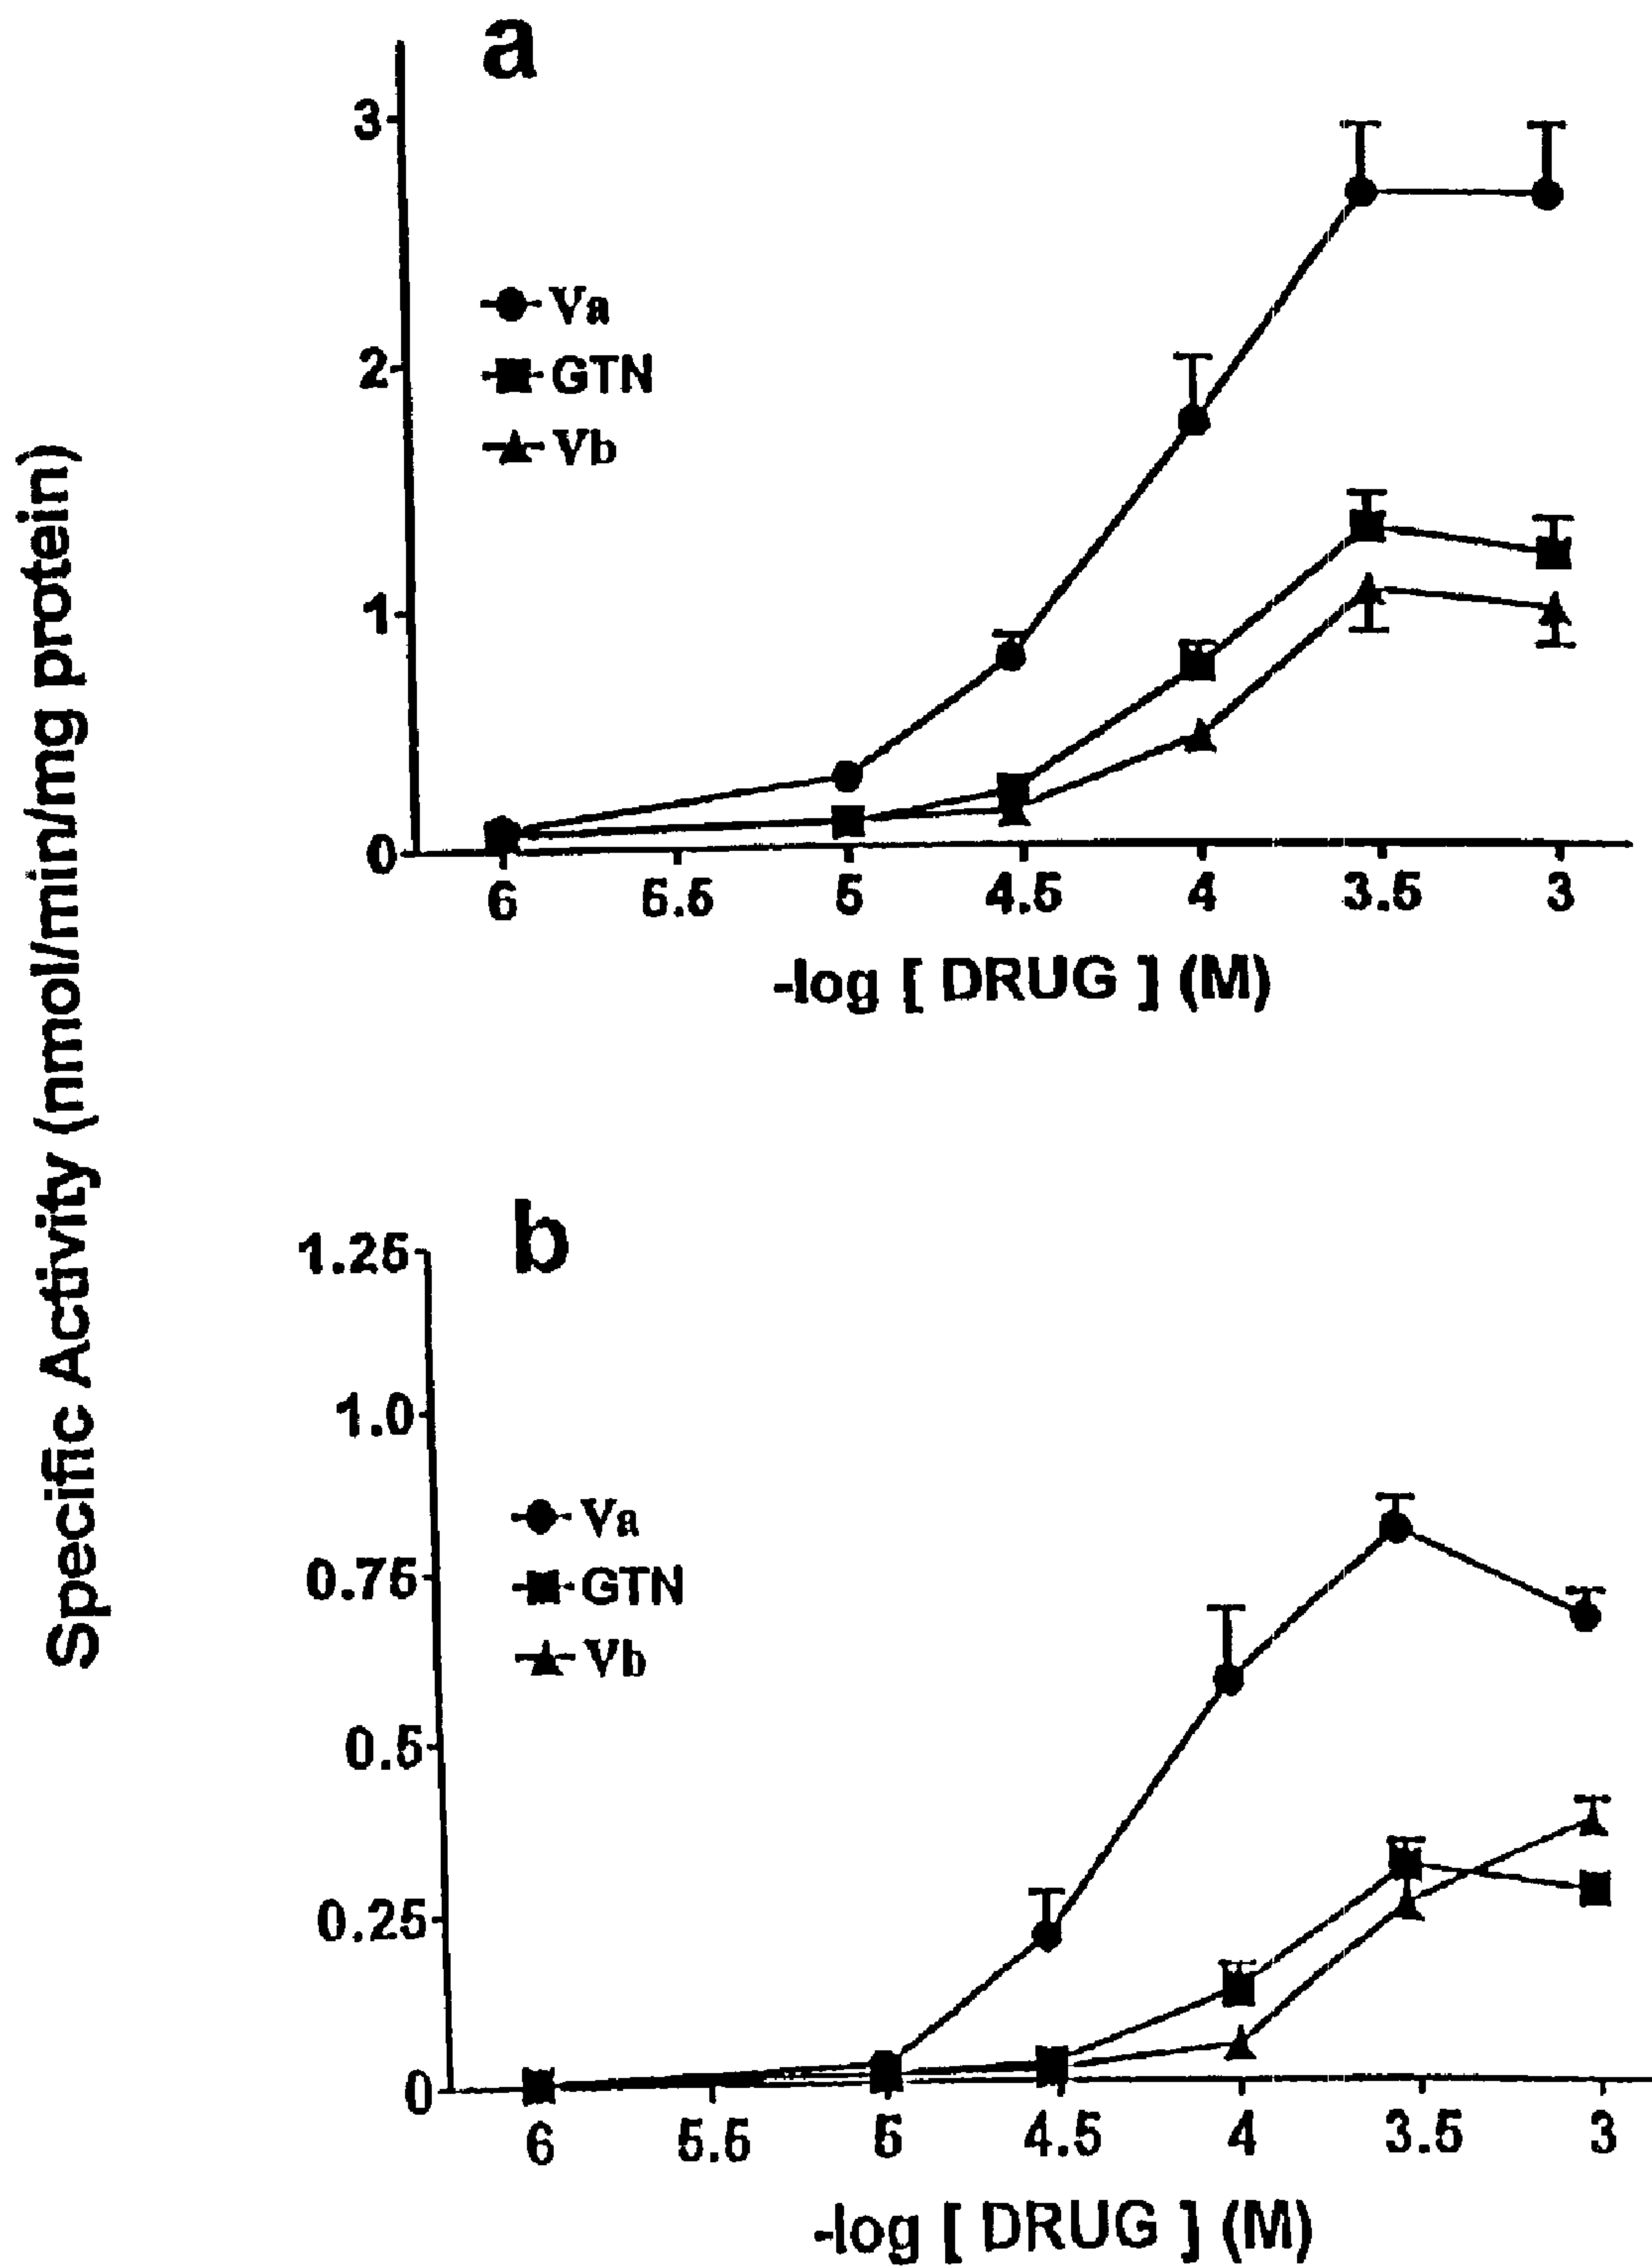 Specific Activity (nmol/min/mg protein)
a
3
2
1
0
Va
GTN
Vb
6 5.5 5 4.5 4 3.5 3
-log [ DRUG ] (M)
b
1.25
1.0
0.75
0.5
0.25
0
Va
GTN
Vb
6 5.5 5 4.5 4 3.5 3
-log [ DRUG ] (M)